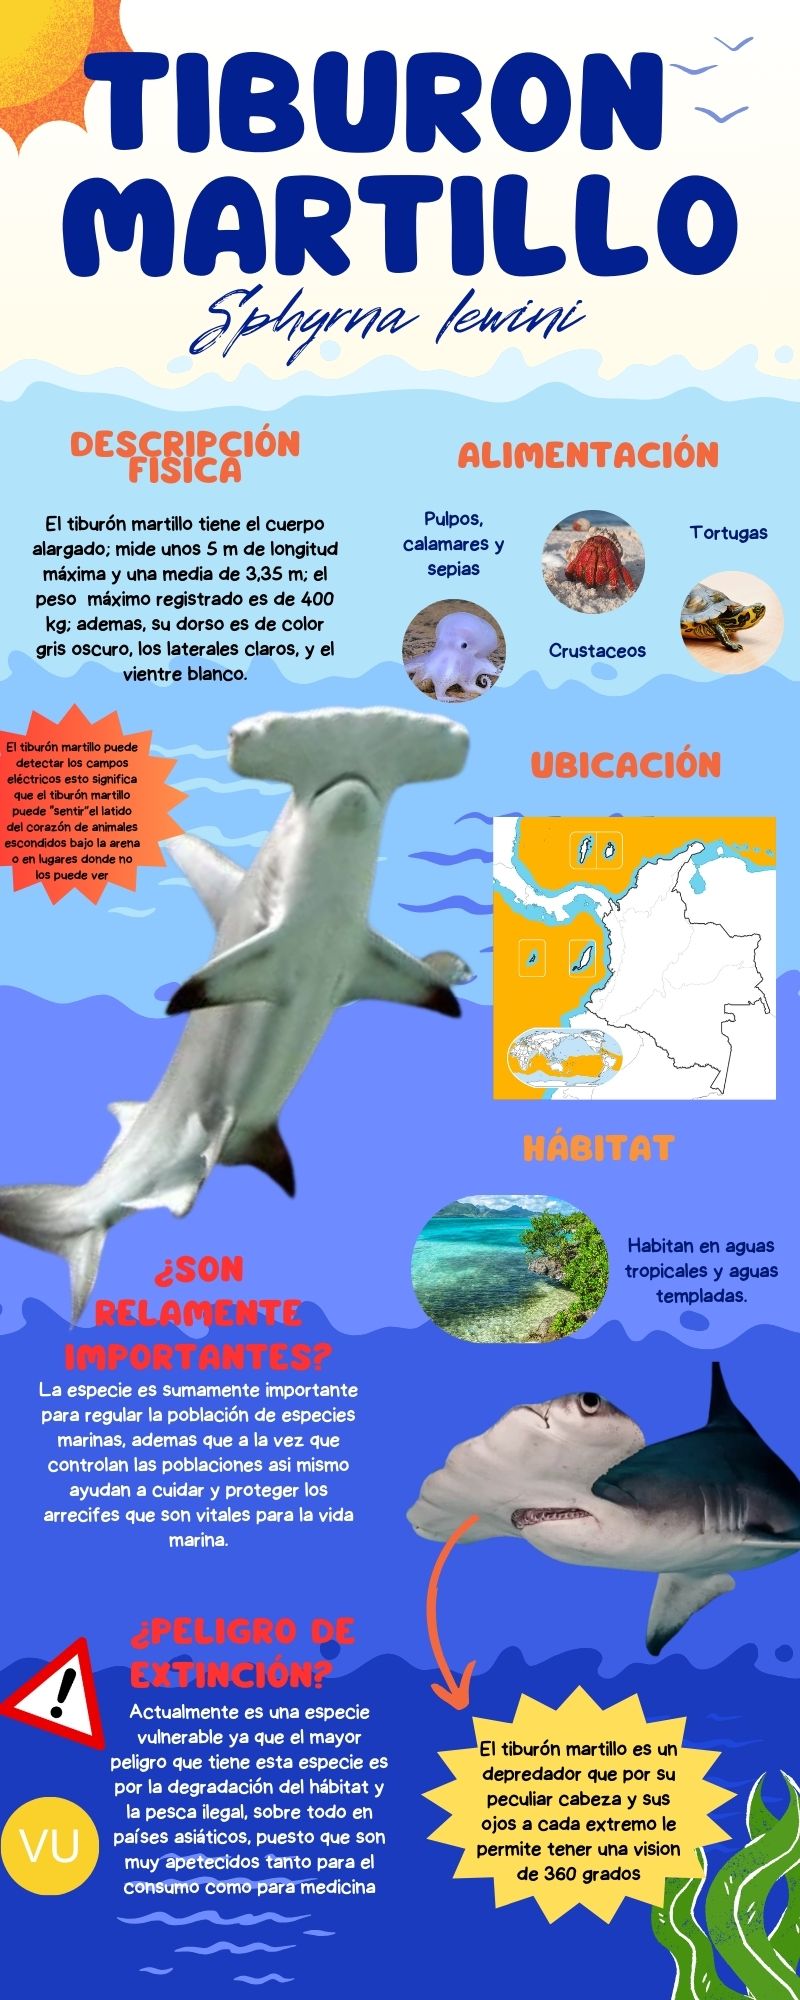 TIBURON
MARTILLO
Sphyrna lewini
DESCRIPCIÓN
FISICA
El tiburón martillo tiene el cuerpo
alargado; mide unos 5 m de longitud
máxima y una media de 3,35 m; el
peso máximo registrado es de 400
kg; ademas, su dorso es de color
gris oscuro, los laterales claros, y el
vientre blanco.
ALIMENTACIÓN
Pulpos,
calamares y
sepias
Crustaceos
Tortugas
El tiburón martillo puede
detectar los campos
eléctricos esto significa
que el tiburón martillo
puede "sentir"el latido
del corazón de animales
escondidos bajo la arena
o en lugares donde no
los puede ver
UBICACIÓN
HÁBITAT
Habitan en aguas
tropicales y aguas
templadas.
¿SON
RELAMENTE
IMPORTANTES?
La especie es sumamente importante
para regular la población de especies
marinas, ademas que a la vez que
controlan las poblaciones asi mismo
ayudan a cuidar y proteger los
arrecifes que son vitales para la vida
marina.
¿PELIGRO DE
EXTINCIÓN?
Actualmente es una especie
vulnerable ya que el mayor
peligro que tiene esta especie es
por la degradación del hábitat y
la pesca ilegal, sobre todo en
países asiáticos, puesto que son
muy apetecidos tanto para el
consumo como para medicina
VU
El tiburón martillo es un
depredador que por su
peculiar cabeza y sus
ojos a cada extremo le
permite tener una vision
de 360 grados